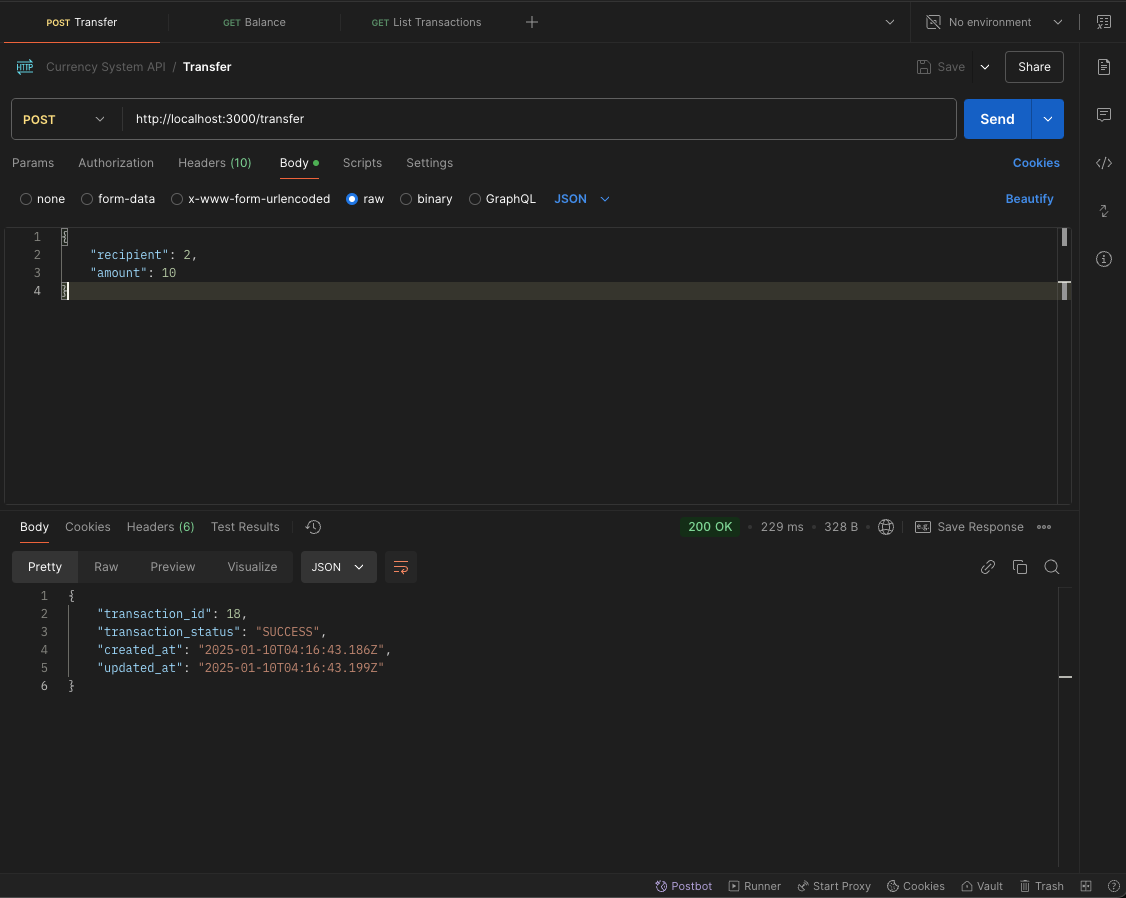 POST Transfer GET Balance GET List Transactions No environment
HTTP Currency System API / Transfer Save Share
POST http://localhost:3000/transfer Send
Params Authorization Headers (10) Body Scripts Settings Cookies
none form-data x-www-form-urlencoded raw binary GraphQL JSON Beautify
1 {
2 "recipient": 2,
3 "amount": 10
4 }
Body Cookies Headers (6) Test Results 200 OK 229 ms 328 B e.g. Save Response
Pretty Raw Preview Visualize JSON
1 {
2 "transaction_id": 18,
3 "transaction_status": "SUCCESS",
4 "created_at": "2025-01-10T04:16:43.186Z",
5 "updated_at": "2025-01-10T04:16:43.199Z"
6 }
Postbot Runner Start Proxy Cookies Vault Trash